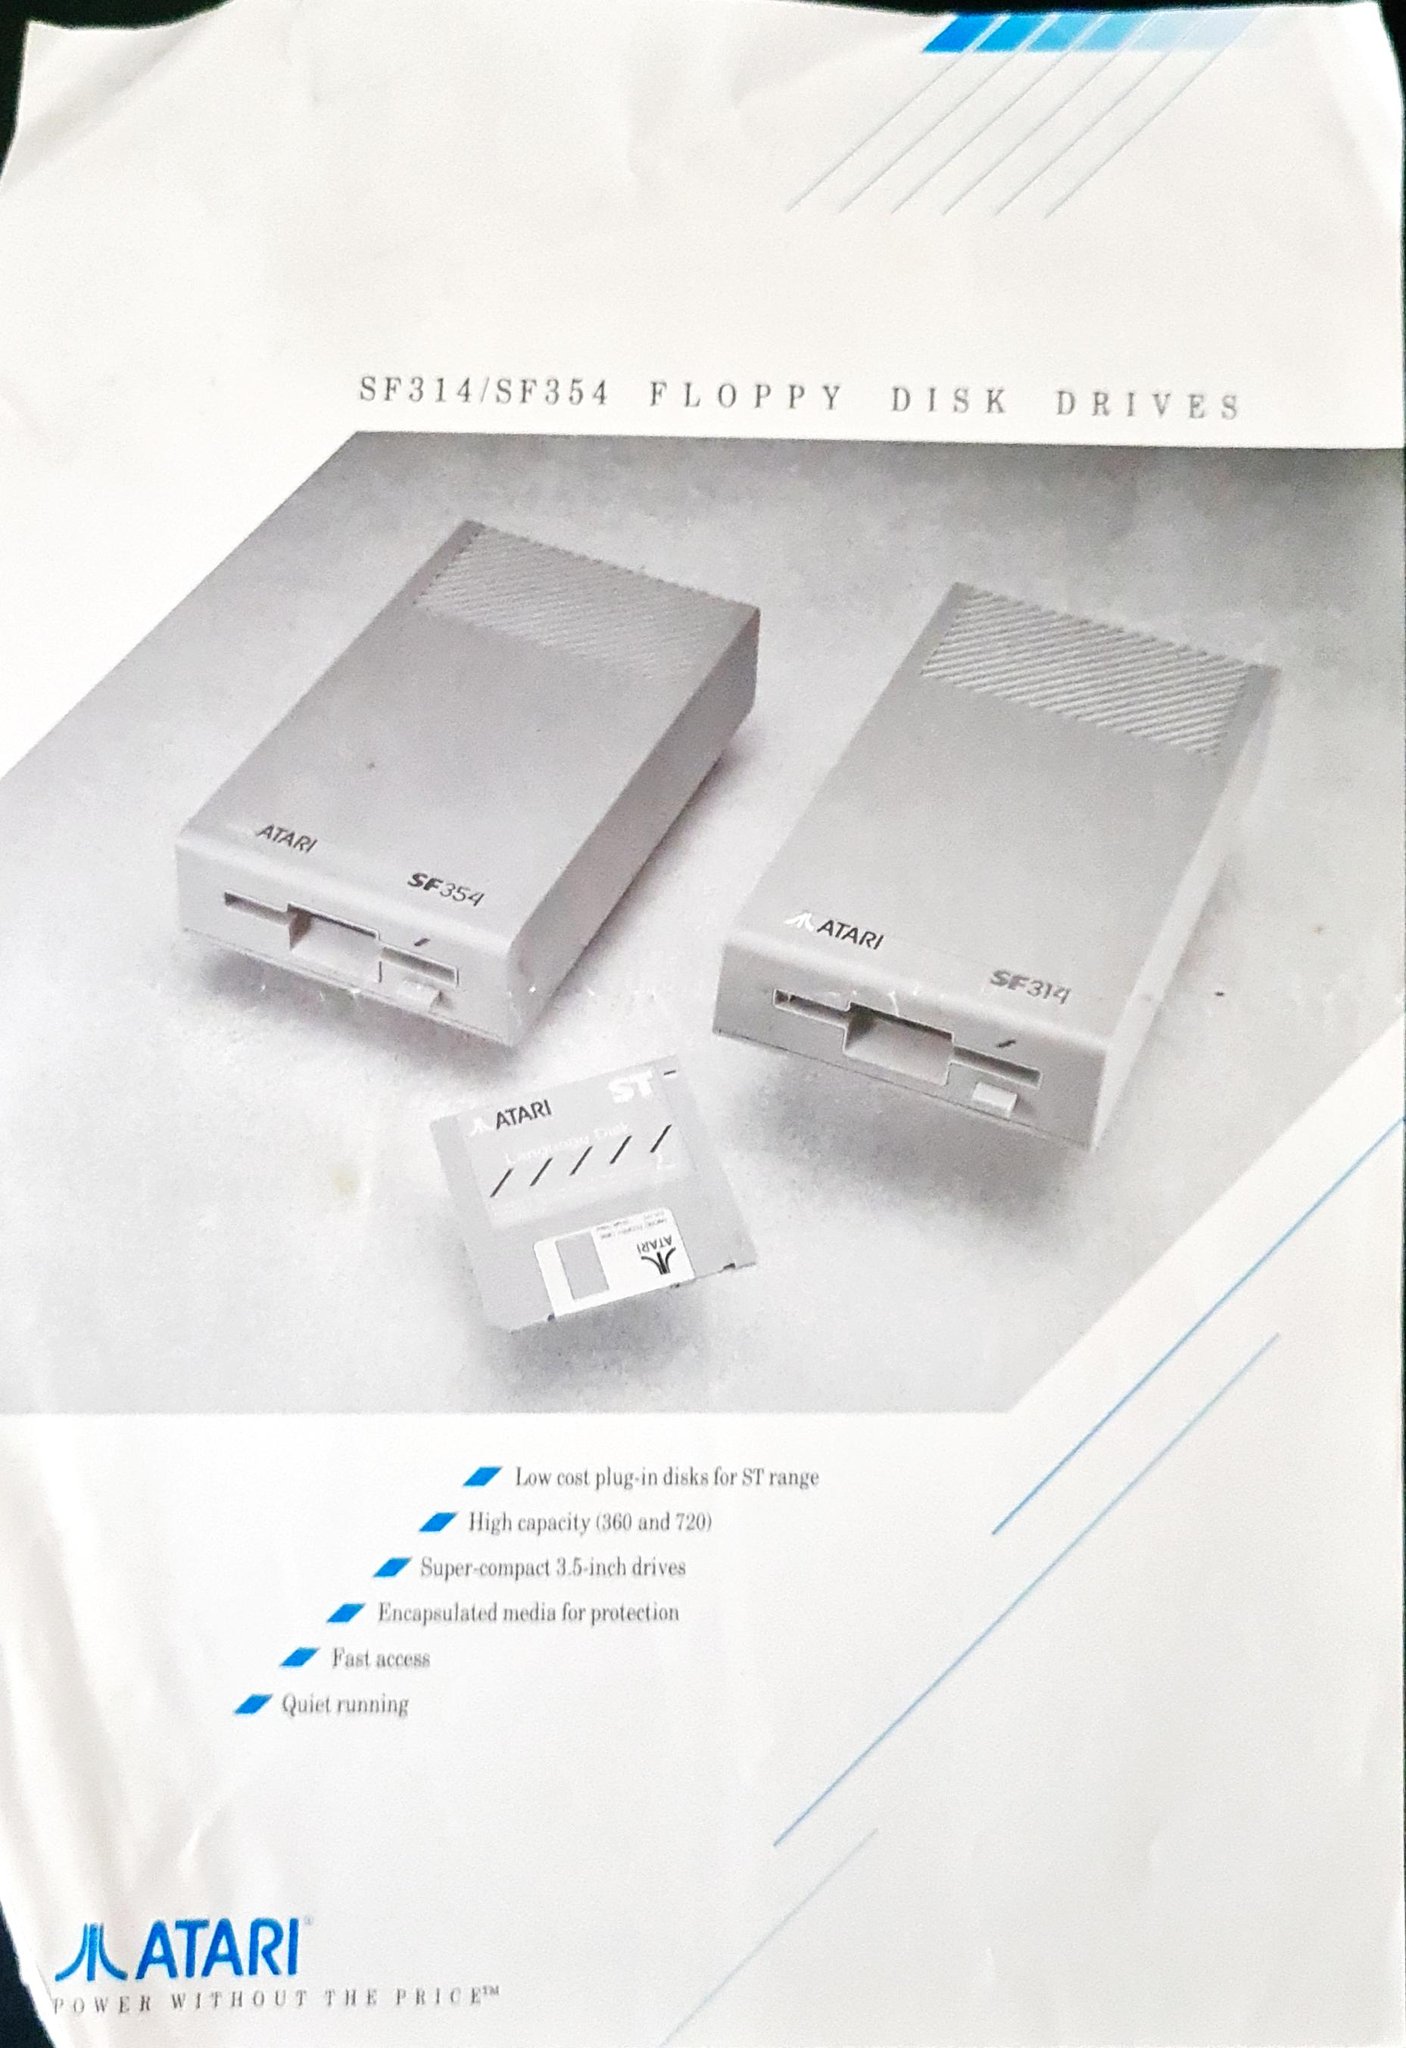 SF314/SF354 FLOPPY DISK DRIVES
ATARI
SF354
ATARI
SF314
ATARI ST
Language Disk
ATARI
Low cost plug-in disks for ST range
High capacity (360 and 720)
Super-compact 3.5-inch drives
Encapsulated media for protection
Fast access
Quiet running
ATARI®
POWER WITHOUT THE PRICE™